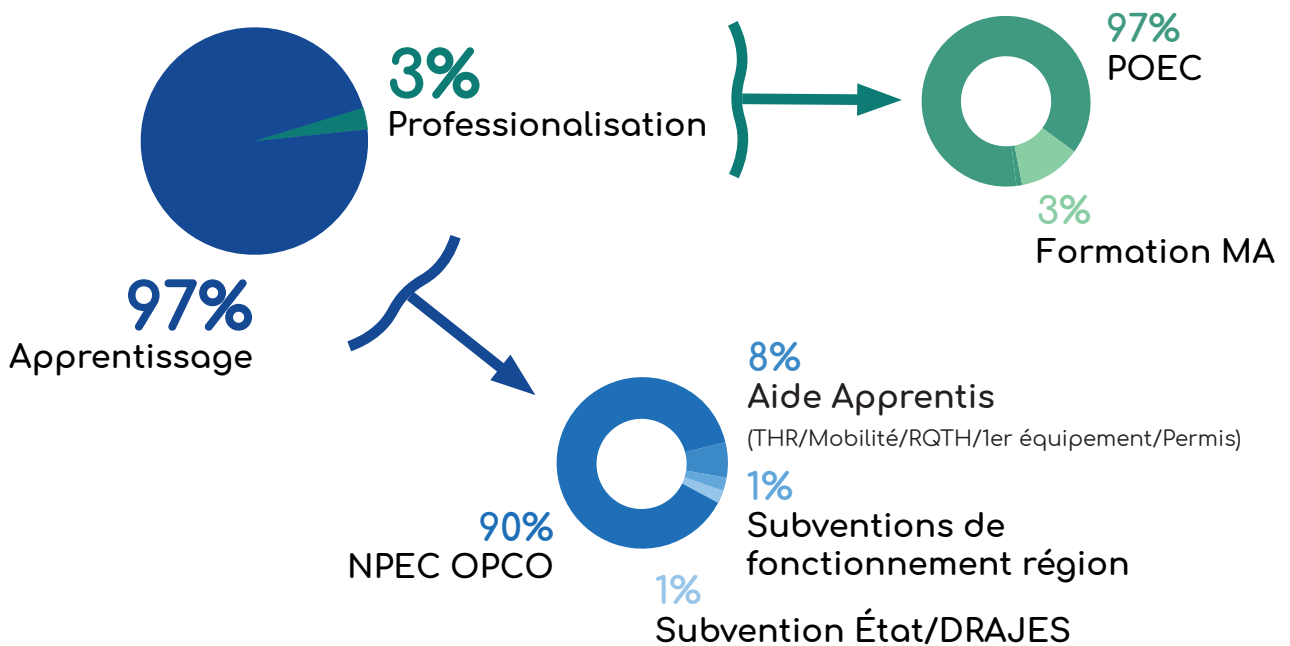 3%
Professionalisation
97%
POEC
3%
Formation MA
97%
Apprentissage
8%
Aide Apprentis
(THR/Mobilité/RQTH/1er équipement/Permis)
1%
Subventions de
fonctionnement région
90%
NPEC OPCO
1%
Subvention État/DRAJES